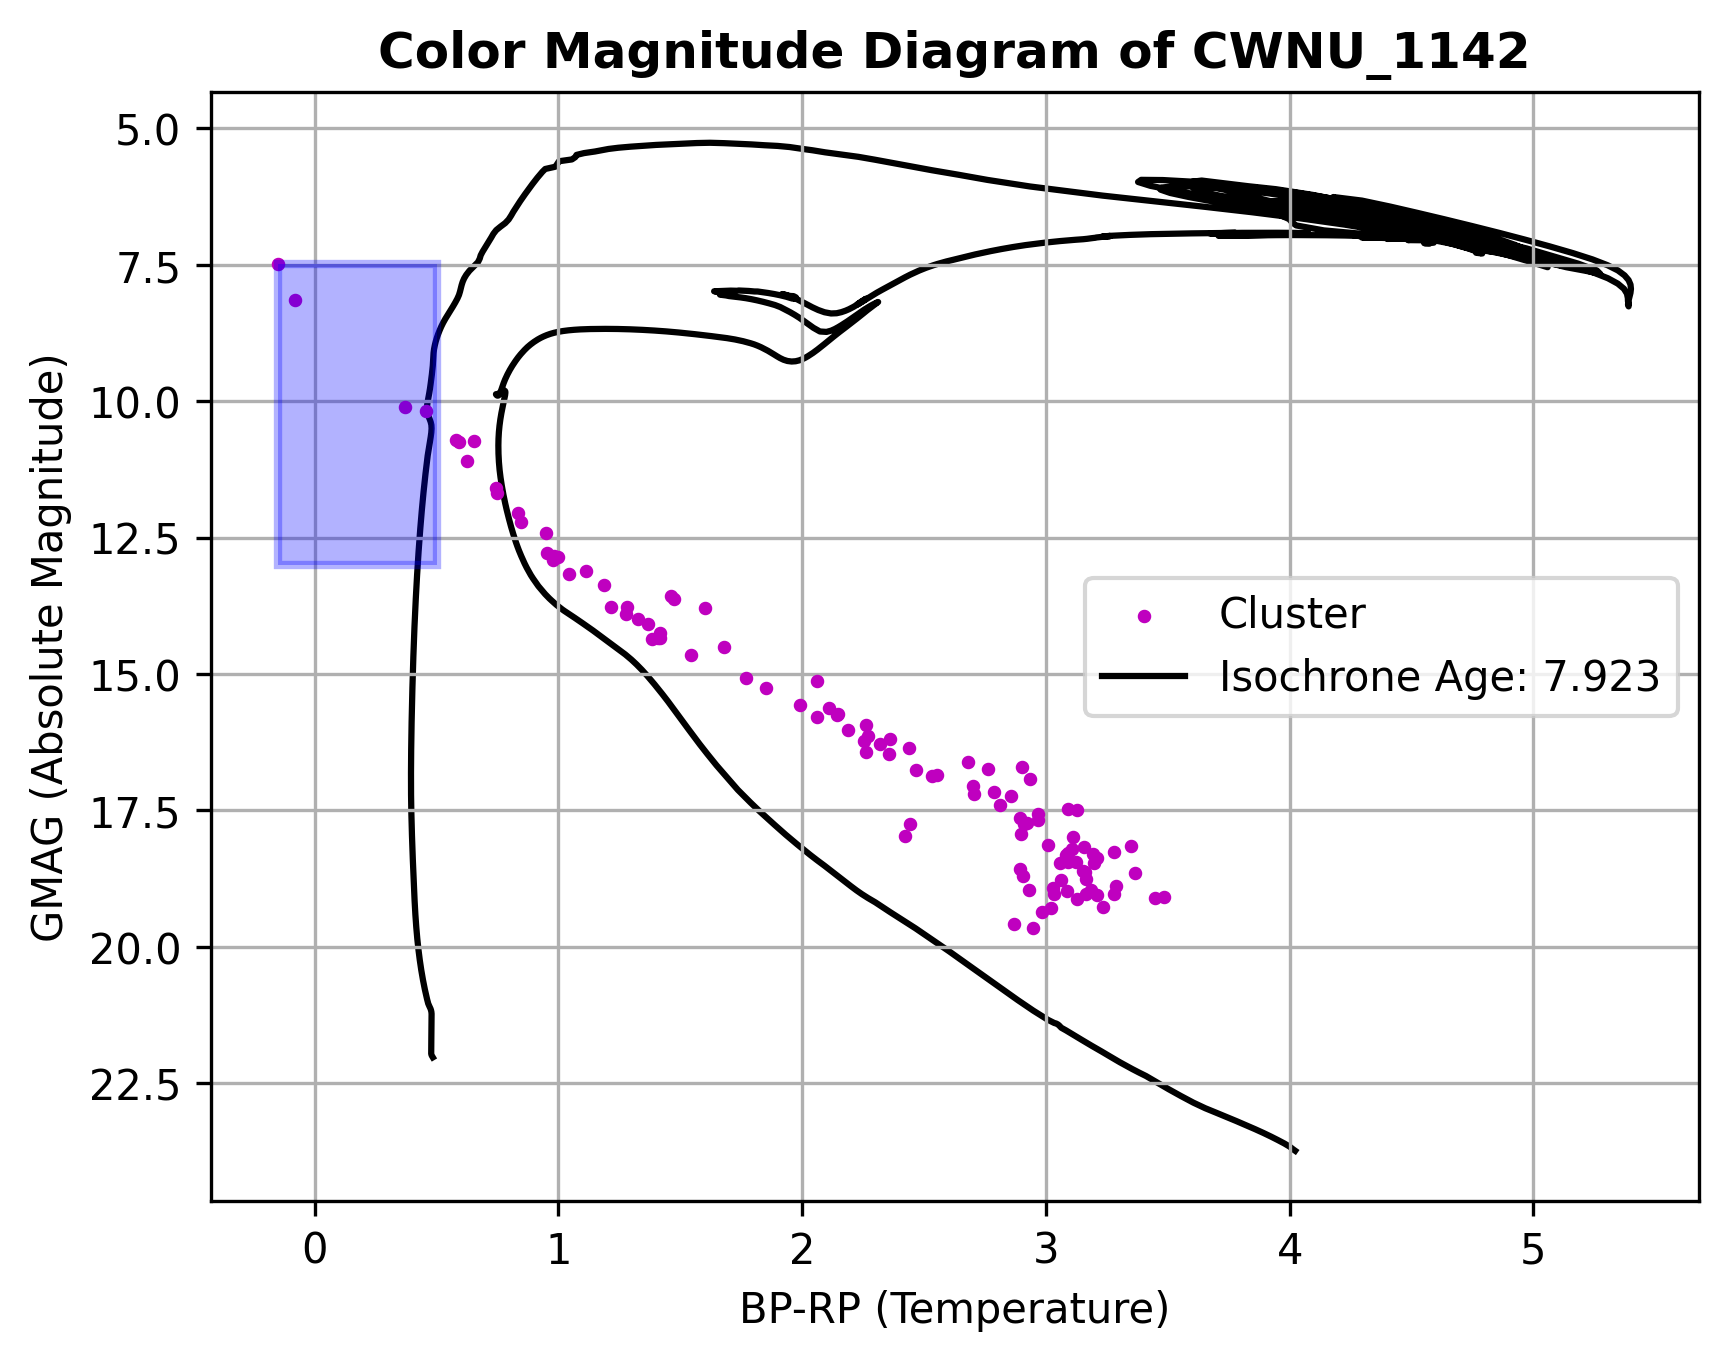 Color Magnitude Diagram of CWNU_1142
GMAG (Absolute Magnitude)
5.0
7.5
10.0
12.5
15.0
17.5
20.0
22.5
Cluster
Isochrone Age: 7.923
0 1 2 3 4 5
BP-RP (Temperature)